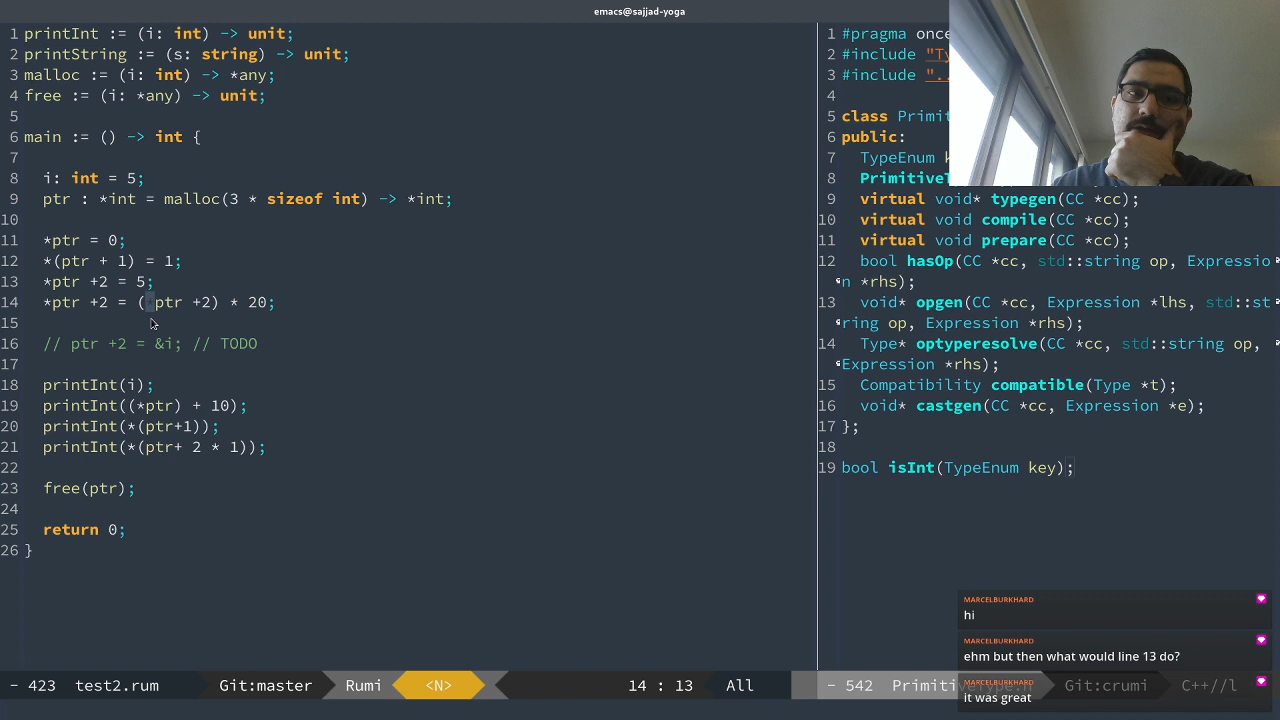 emacs@sajjad-yoga
1 printInt := (i: int) -> unit;
2 printString := (s: string) -> unit;
3 malloc := (i: int) -> *any;
4 free := (i: *any) -> unit;
5
6 main := () -> int {
7
8 i: int = 5;
9 ptr : *int = malloc(3 * sizeof int) -> *int;
10
11 *ptr = 0;
12 *(ptr + 1) = 1;
13 *ptr +2 = 5;
14 *ptr +2 = (*ptr +2) * 20;
15
16 // ptr +2 = &i; // TODO
17
18 printInt(i);
19 printInt((*ptr) + 10);
20 printInt(*(ptr+1));
21 printInt(*(ptr+ 2 * 1));
22
23 free(ptr);
24
25 return 0;
26 }
- 423 test2.rum Git:master Rumi <N> 14 : 13 All
1 #pragma once
2 #include "Ty
3 #include "..
4
5 class Primit
6 public:
7 TypeEnum k
8 PrimitiveT
9 virtual void* typegen(CC *cc);
10 virtual void compile(CC *cc);
11 virtual void prepare(CC *cc);
12 bool hasOp(CC *cc, std::string op, Expressio
n *rhs);
13 void* opgen(CC *cc, Expression *lhs, std::st
ring op, Expression *rhs);
14 Type* optyperesolve(CC *cc, std::string op,
Expression *rhs);
15 Compatibility compatible(Type *t);
16 void* castgen(CC *cc, Expression *e);
17 };
18
19 bool isInt(TypeEnum key);
MARCELBURKHARD
hi
MARCELBURKHARD
ehm but then what would line 13 do?
MARCELBURKHARD
it was great
- 542 PrimitiveType.h Git:crumi C++//l